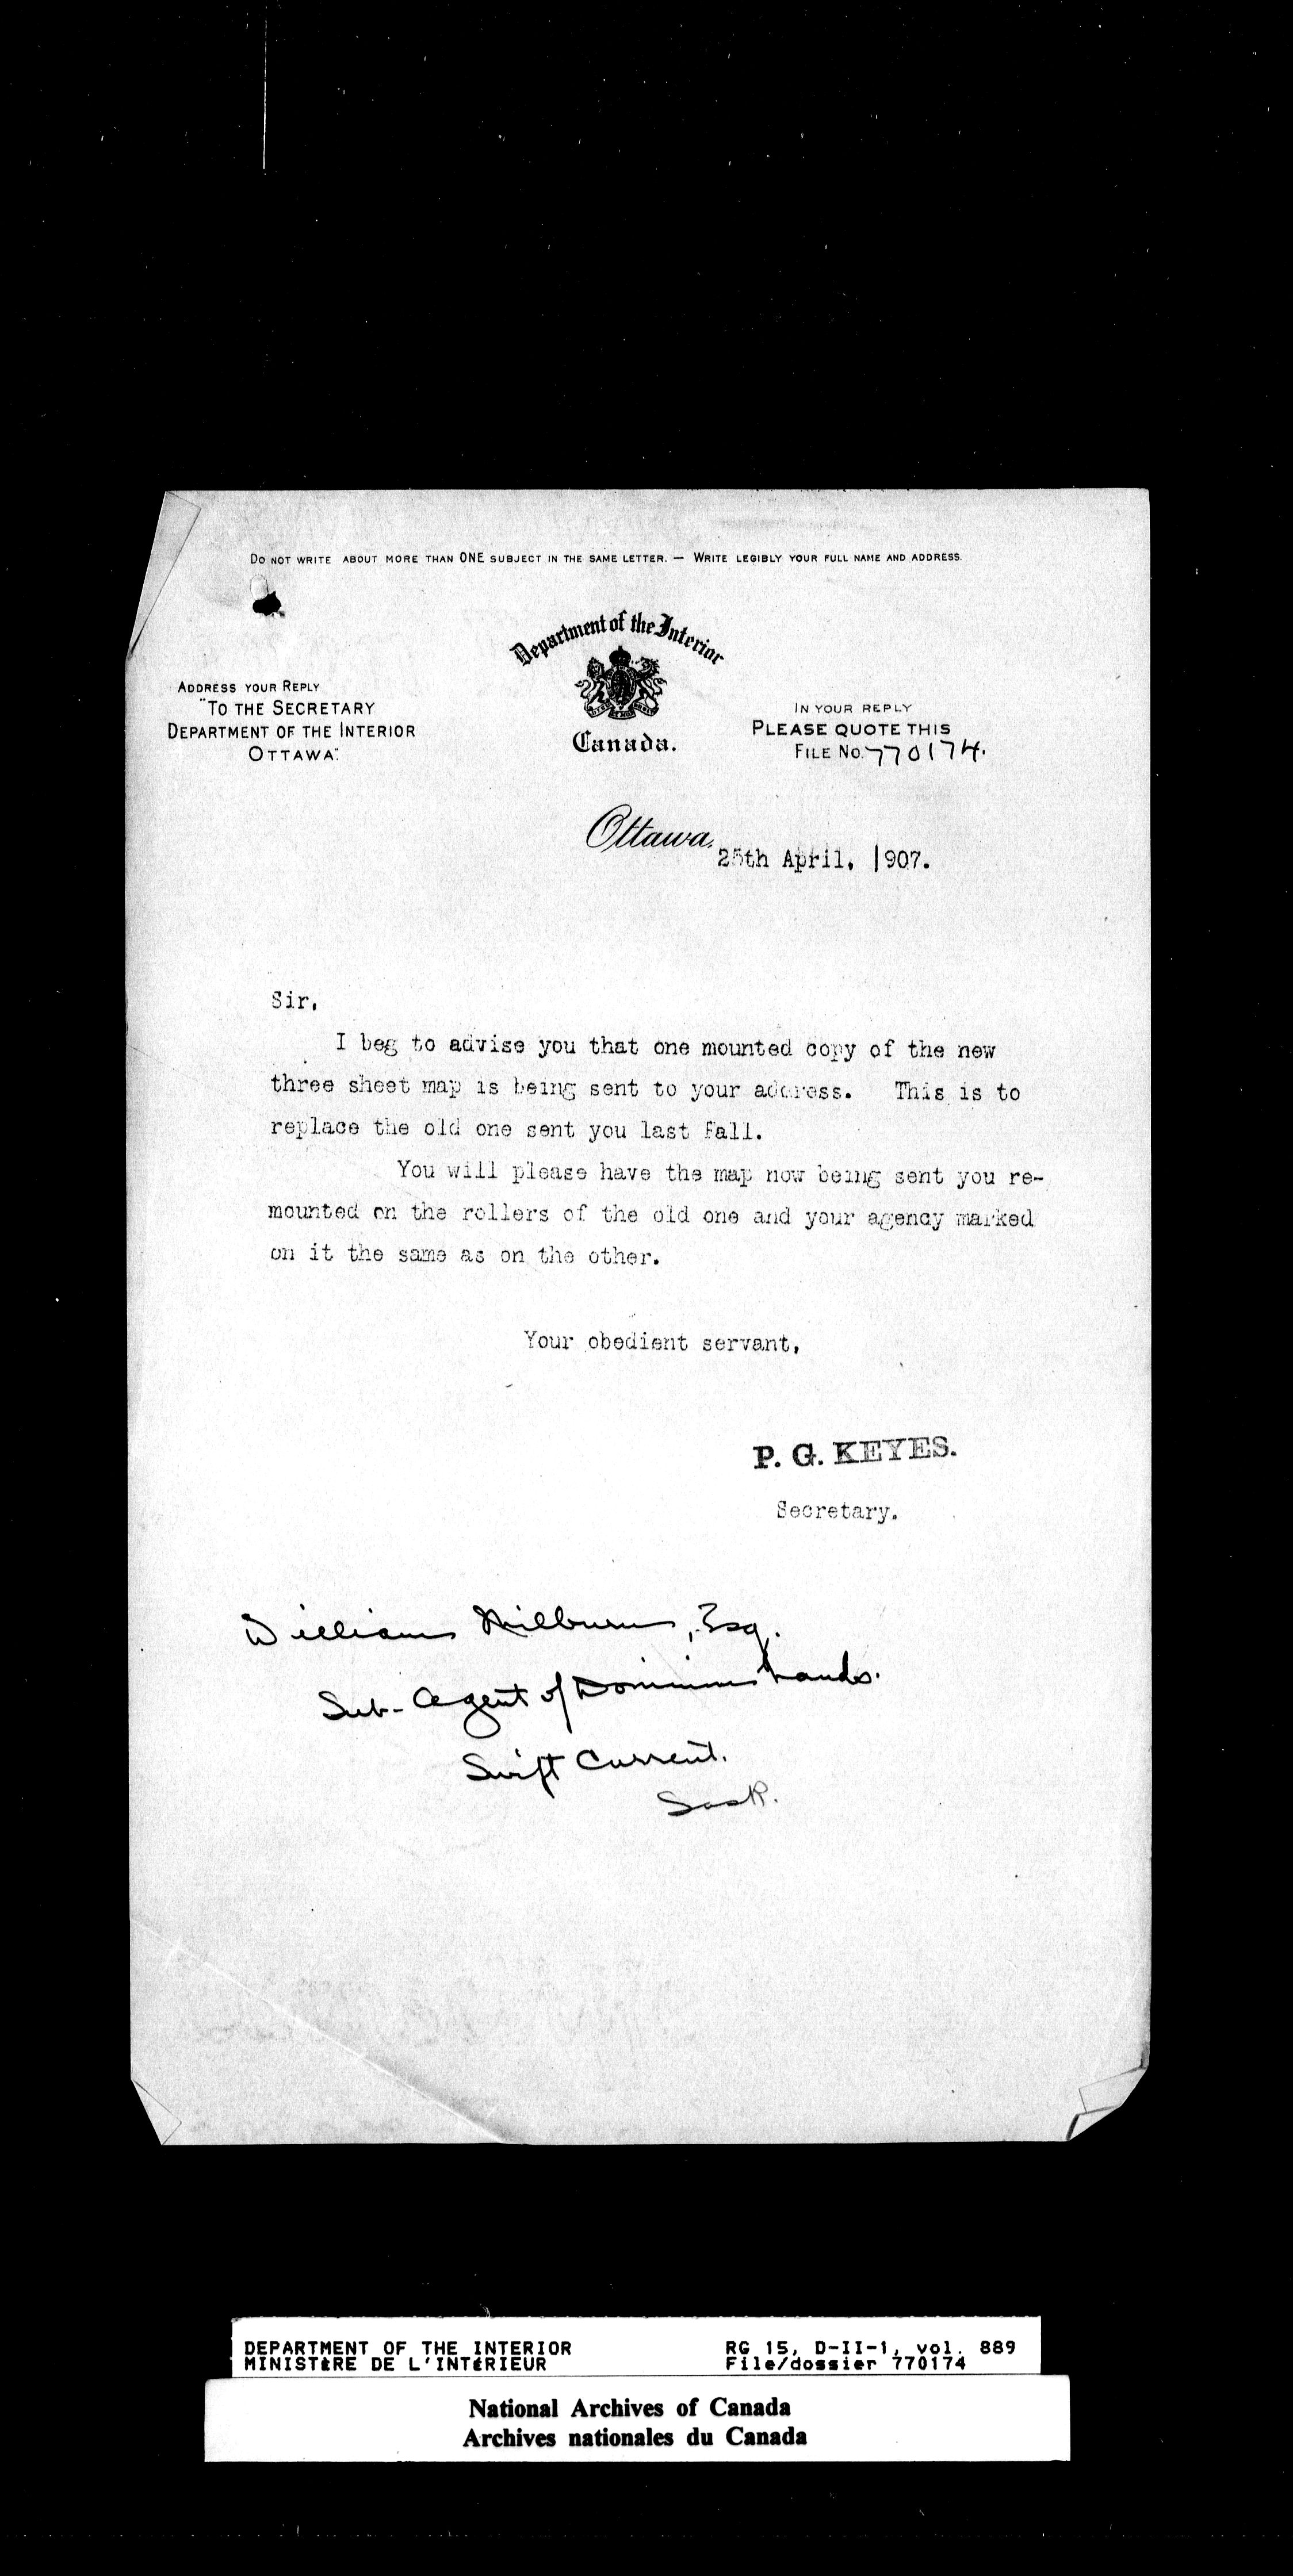 DO NOT WRITE ABOUT MORE THAN ONE SUBJECT IN THE SAME LETTER. — WRITE LEGIBLY YOUR FULL NAME AND ADDRESS.
Department of the Interior
Canada.
ADDRESS YOUR REPLY
"TO THE SECRETARY
DEPARTMENT OF THE INTERIOR
OTTAWA."
IN YOUR REPLY
PLEASE QUOTE THIS
FILE NO. 770174.
Ottawa, 25th April, 1907.
Sir,
I beg to advise you that one mounted copy of the new
three sheet map is being sent to your address. This is to
replace the old one sent you last Fall.
You will please have the map now being sent you re-
mounted on the rollers of the old one and your agency marked
on it the same as on the other.
Your obedient servant,
P. G. KEYES.
Secretary.
William Milburn, Esq.
Sub-Agent of Dominion Lands.
Swift Current.
Sask.
DEPARTMENT OF THE INTERIOR RG 15, D-II-1, vol. 889
MINISTÈRE DE L'INTÉRIEUR File/dossier 770174
National Archives of Canada
Archives nationales du Canada